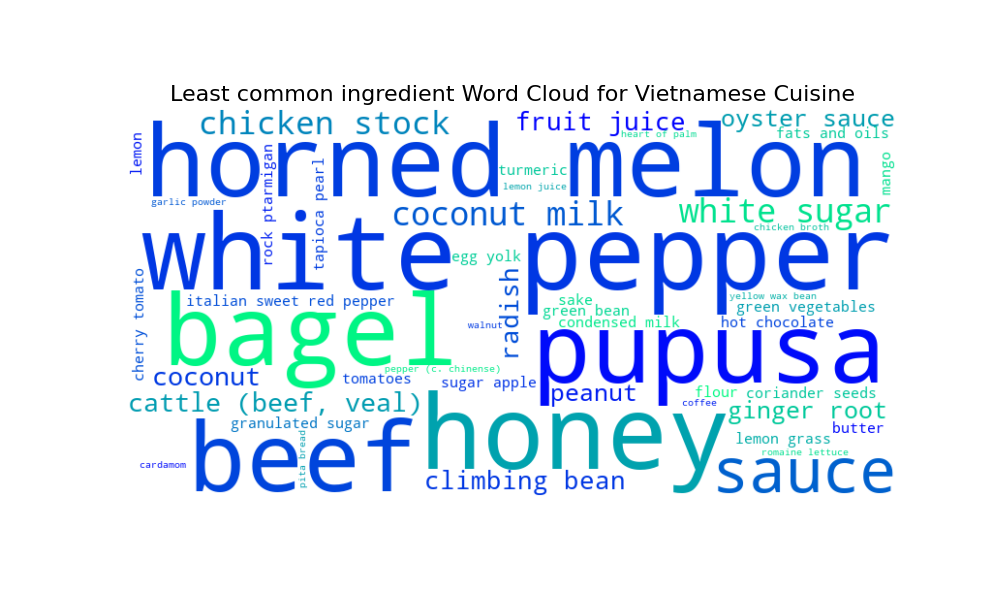 Least common ingredient Word Cloud for Vietnamese Cuisine
chicken stock
fruit juice
oyster sauce
fats and oils
heart of palm
lemon
horned melon
turmeric
lemon juice
mango
rock ptarmigan
tapioca pearl
garlic powder
coconut milk
white sugar
chicken broth
white pepper
egg yolk
cherry tomato
radish
italian sweet red pepper
sake
yellow wax bean
green bean
green vegetables
bagel
walnut
condensed milk
hot chocolate
pupusa
pepper (c. chinense)
coconut
tomatoes
sugar apple
peanut
flour
coriander seeds
cattle (beef, veal)
coffee
ginger root
granulated sugar
honey
butter
beef
pita bread
lemon grass
romaine lettuce
cardamom
climbing bean
sauce